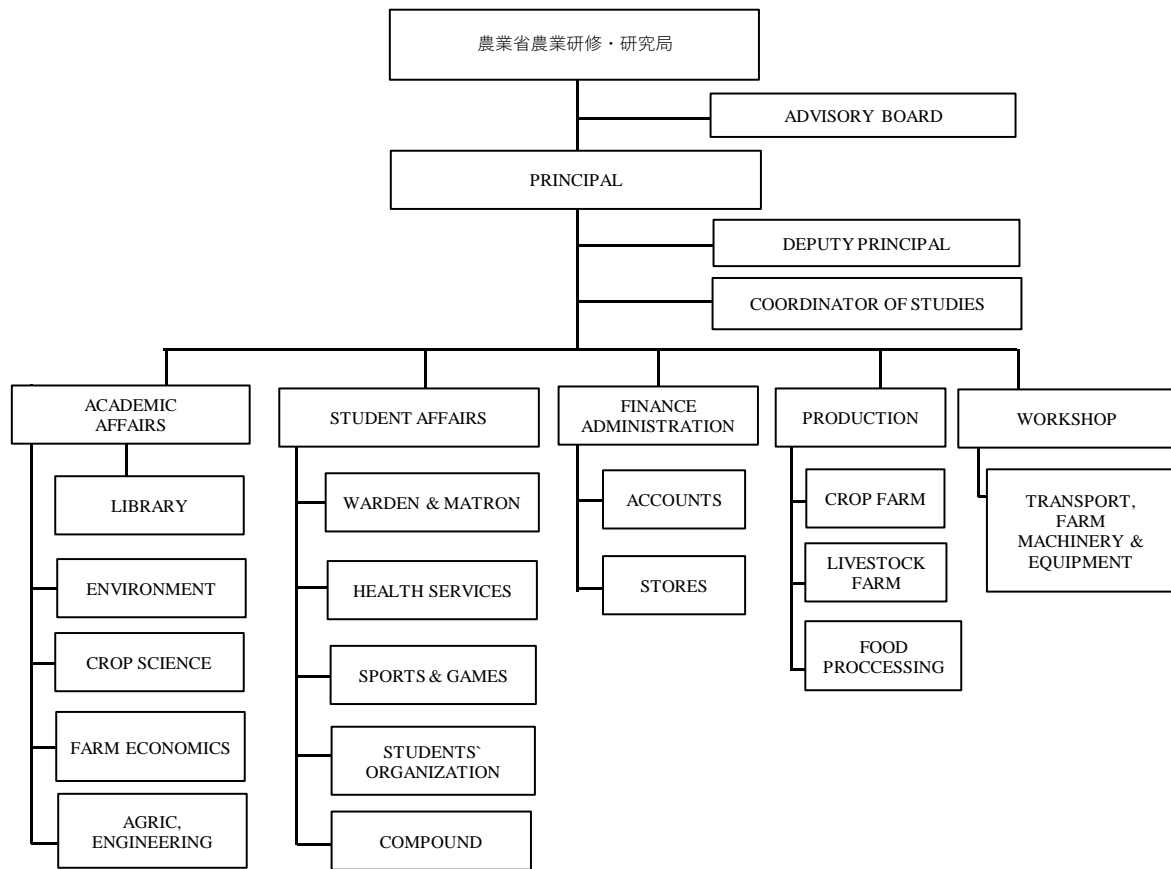 農業省農業研修・研究局
ADVISORY BOARD
PRINCIPAL
DEPUTY PRINCIPAL
COORDINATOR OF STUDIES
ACADEMIC
AFFAIRS
STUDENT AFFAIRS
FINANCE
ADMINISTRATION
PRODUCTION
WORKSHOP
LIBRARY
ENVIRONMENT
CROP SCIENCE
FARM ECONOMICS
AGRIC,
ENGINEERING
WARDEN & MATRON
HEALTH SERVICES
SPORTS & GAMES
STUDENTS`
ORGANIZATION
COMPOUND
ACCOUNTS
STORES
CROP FARM
LIVESTOCK
FARM
FOOD
PROCCESSING
TRANSPORT,
FARM
MACHINERY &
EQUIPMENT